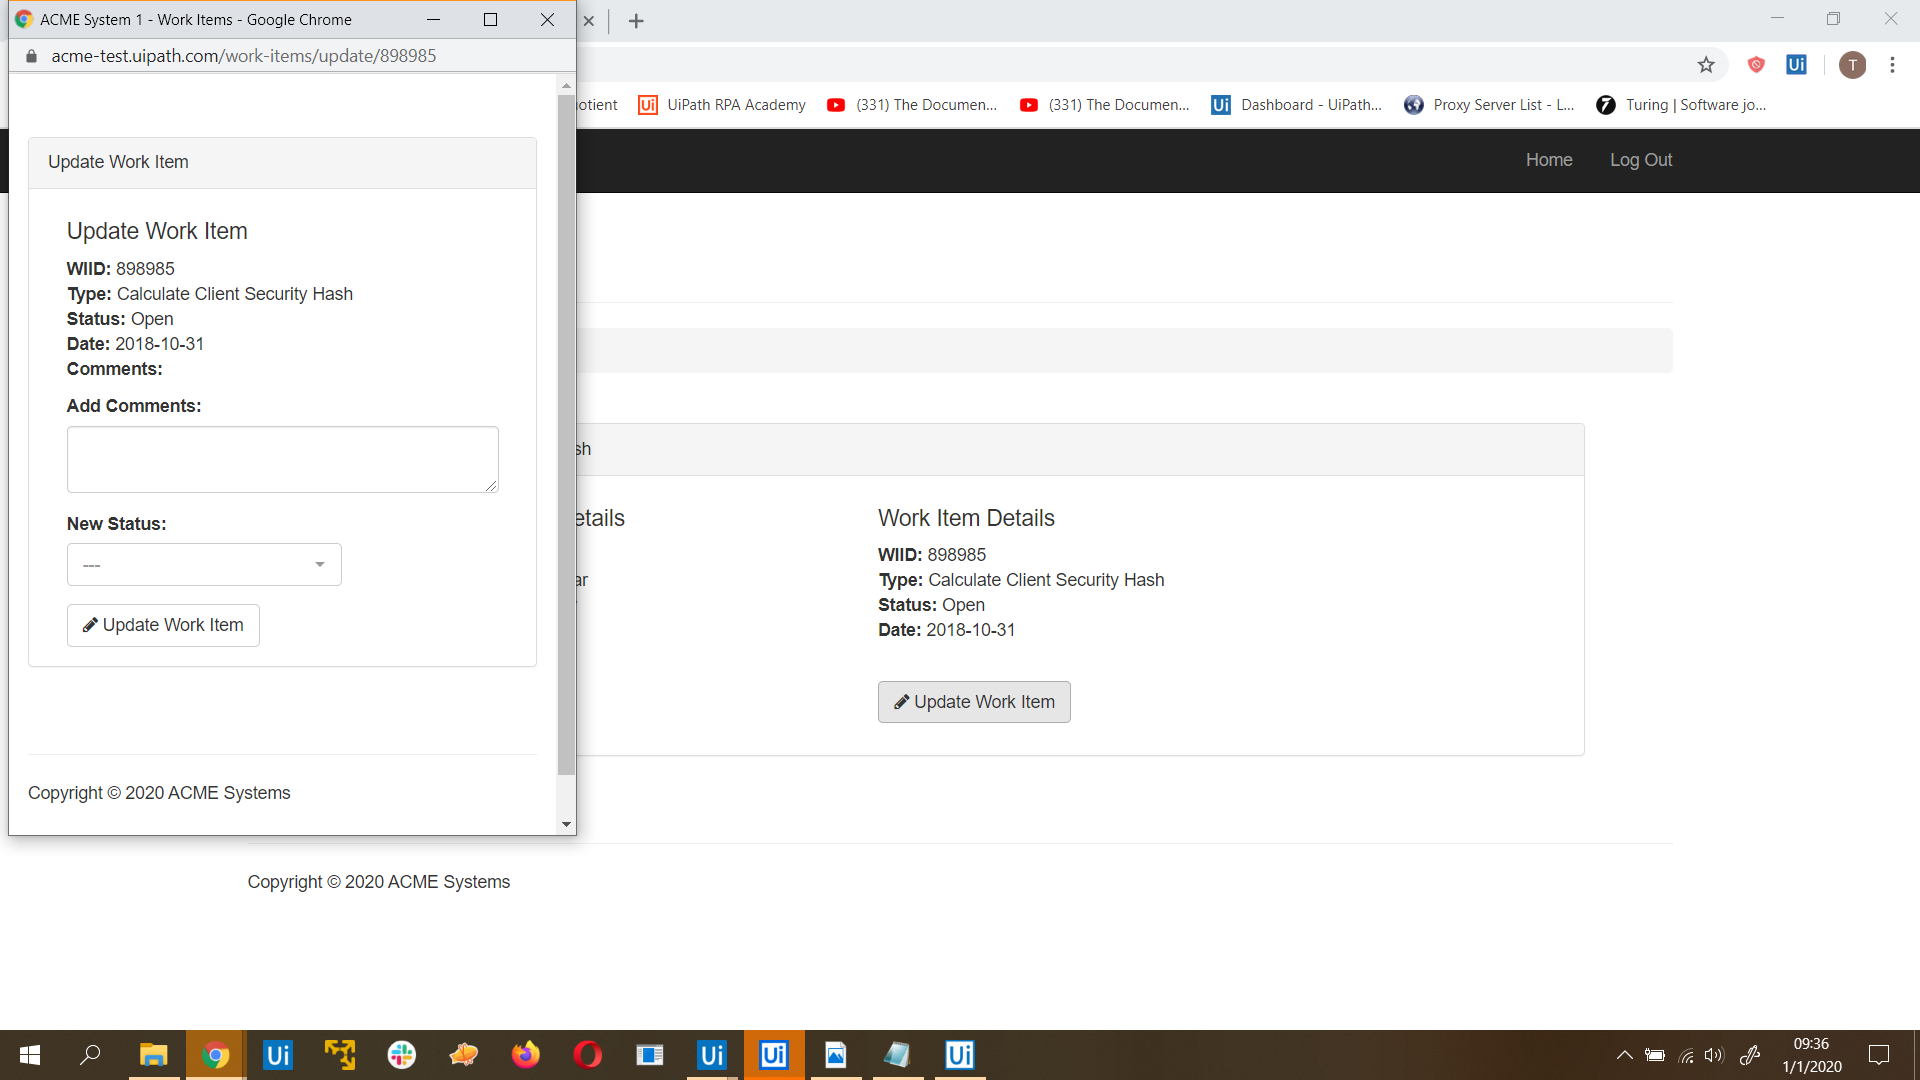 ACME System 1 - Work Items - Google Chrome
acme-test.uipath.com/work-items/update/898985
UiPath RPA Academy
(331) The Documen...
(331) The Documen...
Dashboard - UiPath...
Proxy Server List - L...
Turing | Software jo...
T
Home
Log Out
Update Work Item
Update Work Item
WIID: 898985
Type: Calculate Client Security Hash
Status: Open
Date: 2018-10-31
Comments:
Add Comments:
New Status:
---
Update Work Item
Copyright © 2020 ACME Systems
Work Item Details
WIID: 898985
Type: Calculate Client Security Hash
Status: Open
Date: 2018-10-31
Update Work Item
Copyright © 2020 ACME Systems
09:36
1/1/2020